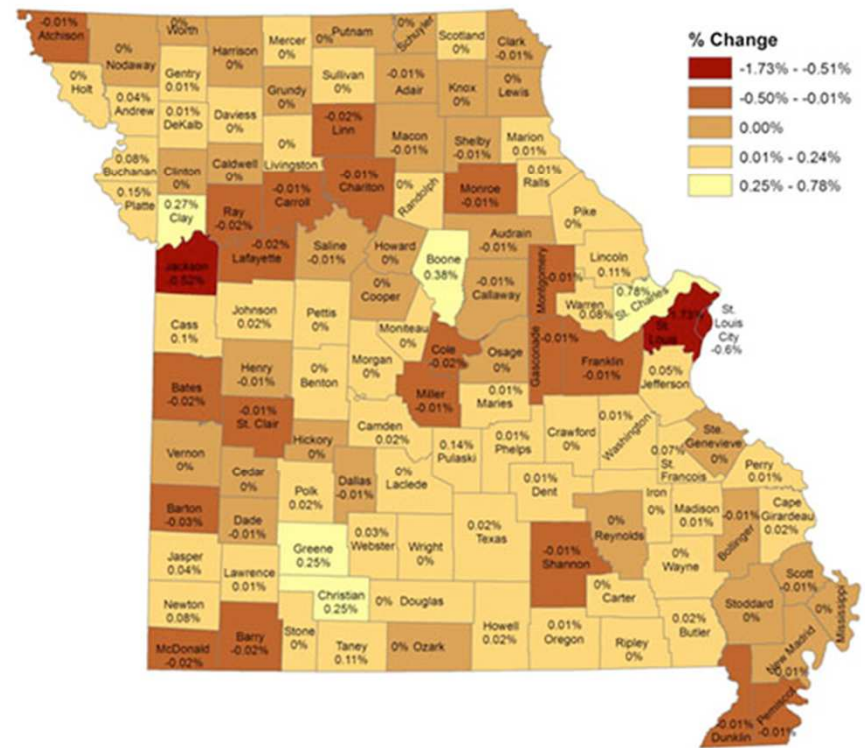 % Change
-1.73% - -0.51%
-0.50% - -0.01%
0.00%
0.01% - 0.24%
0.25% - 0.78%
-0.01%
Atchison
0%
Nodaway
0%
Worth
Harrison
0%
Mercer
0%
0%
Putnam
0%
Schuyler
Scotland
0%
Clark
-0.01%
0%
Holt
0.04%
Andrew
Gentry
0.01%
0.01%
DeKalb
Daviess
0%
Grundy
0%
Sullivan
0%
-0.01%
Adair
Knox
0%
0%
Lewis
0.08%
Buchanan
Clinton
0%
Caldwell
0%
0%
Livingston
-0.02%
Linn
Macon
-0.01%
Shelby
-0.01%
Marion
0.01%
0.01%
Ralls
0.15%
Platte
0.27%
Clay
Ray
-0.02%
-0.01%
Carroll
-0.01%
Chariton
0%
Randolph
Monroe
-0.01%
Pike
0%
Jackson
-0.52%
-0.02%
Lafayette
Saline
-0.01%
Howard
0%
Boone
0.38%
Audrain
-0.01%
Lincoln
0.11%
0%
Cooper
-0.01%
Callaway
Montgomery
-0.01%
Warren
0.08%
0.78%
St. Charles
-1.73%
St.
Louis
St.
Louis
City
-0.6%
Cass
0.1%
Johnson
0.02%
Pettis
0%
Moniteau
0%
Cole
-0.02%
Osage
0%
Gasconade
-0.01%
Franklin
-0.01%
0.05%
Jefferson
Bates
-0.02%
Henry
-0.01%
0%
Benton
Morgan
0%
Miller
-0.01%
0.01%
Maries
-0.01%
St. Clair
Camden
0.02%
0.14%
Pulaski
0.01%
Phelps
Crawford
0%
0.01%
Washington
0.07%
St.
Francois
Ste.
Genevieve
0%
Perry
0.01%
Vernon
0%
Hickory
0%
Cedar
0%
Polk
0.02%
Dallas
-0.01%
0%
Laclede
0.01%
Dent
Iron
0%
Madison
0.01%
-0.01%
Bollinger
Cape
Girardeau
0.02%
Barton
-0.03%
Dade
-0.01%
Greene
0.25%
0.03%
Webster
Wright
0%
0.02%
Texas
-0.01%
Shannon
0%
Reynolds
0%
Wayne
Jasper
0.04%
Lawrence
0.01%
Christian
0.25%
0% Douglas
0%
Carter
Scott
-0.01%
Stoddard
0%
0%
Mississippi
Newton
0.08%
McDonald
-0.02%
Barry
-0.02%
Stone
0%
Taney
0.11%
0% Ozark
Howell
0.02%
0.01%
Oregon
Ripley
0%
0.02%
Butler
New Madrid
-0.01%
-0.01%
Dunklin
Pemiscot
-0.01%